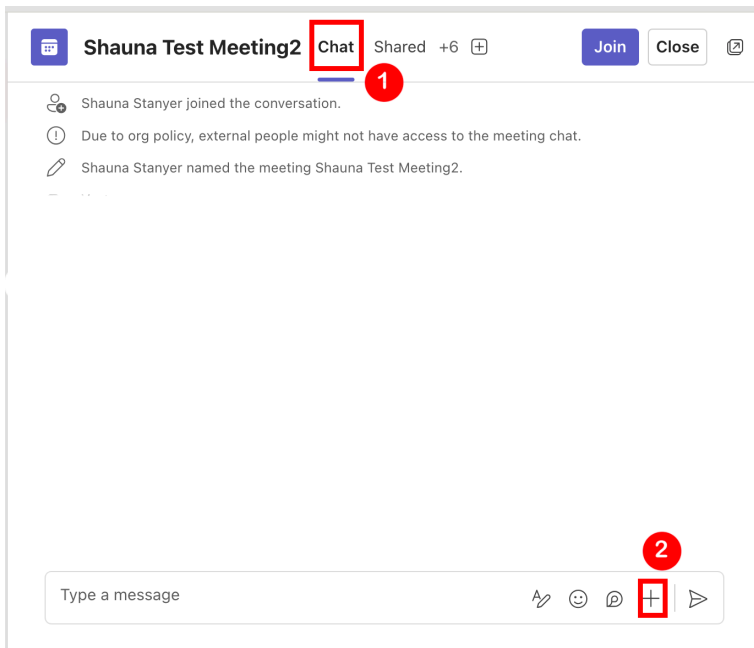 Shauna Test Meeting2 Chat Shared +6 Join Close
1
Shauna Stanyer joined the conversation.
Due to org policy, external people might not have access to the meeting chat.
Shauna Stanyer named the meeting Shauna Test Meeting2.
2
Type a message